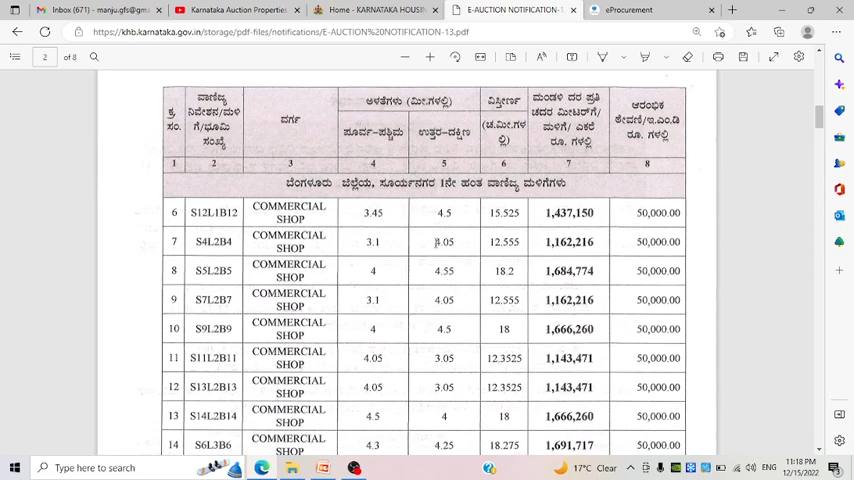 Inbox (671) - manju.gfs@gma
Karnataka Auction Properties
Home - KARNATAKA HOUSIN
E-AUCTION NOTIFICATION-1
eProcurement
https://khb.karnataka.gov.in/storage/pdf-files/notifications/E-AUCTION%20NOTIFICATION-13.pdf
2 of 8
ಕ್ರ. ಸಂ.
ವಾಣಿಜ್ಯ
ನಿವೇಶನ/ಮಳಿ
ಗೆ/ಭೂಮಿ
ಸಂಖ್ಯೆ
ವರ್ಗ
ಅಳತೆಗಳು (ಮೀ.ಗಳಲ್ಲಿ)
ಪೂರ್ವ-ಪಶ್ಚಿಮ
ಉತ್ತರ-ದಕ್ಷಿಣ
ವಿಸ್ತೀರ್ಣ
(ಚ.ಮೀ.ಗಳ
ಲ್ಲಿ)
ಮಂಡಳಿ ದರ ಪ್ರತಿ
ಚದರ ಮೀಟರ್‌ಗೆ/
ಮಳಿಗೆ/ ಎಕರೆ
ರೂ. ಗಳಲ್ಲಿ
ಆರಂಭಿಕ
ಠೇವಣಿ/ಇ.ಎಂ.ಡಿ
ರೂ. ಗಳಲ್ಲಿ
1 2 3 4 5 6 7 8
ಬೆಂಗಳೂರು ಜಿಲ್ಲೆಯ, ಸೂರ್ಯನಗರ 1ನೇ ಹಂತ ವಾಣಿಜ್ಯ ಮಳಿಗೆಗಳು
6 S12L1B12 COMMERCIAL SHOP 3.45 4.5 15.525 1,437,150 50,000.00
7 S4L2B4 COMMERCIAL SHOP 3.1 4.05 12.555 1,162,216 50,000.00
8 S5L2B5 COMMERCIAL SHOP 4 4.55 18.2 1,684,774 50,000.00
9 S7L2B7 COMMERCIAL SHOP 3.1 4.05 12.555 1,162,216 50,000.00
10 S9L2B9 COMMERCIAL SHOP 4 4.5 18 1,666,260 50,000.00
11 S11L2B11 COMMERCIAL SHOP 4.05 3.05 12.3525 1,143,471 50,000.00
12 S13L2B13 COMMERCIAL SHOP 4.05 3.05 12.3525 1,143,471 50,000.00
13 S14L2B14 COMMERCIAL SHOP 4.5 4 18 1,666,260 50,000.00
14 S6L3B6 COMMERCIAL SHOP 4.3 4.25 18.275 1,691,717 50,000.00
Type here to search
17°C Clear
ENG
11:18 PM
12/15/2022